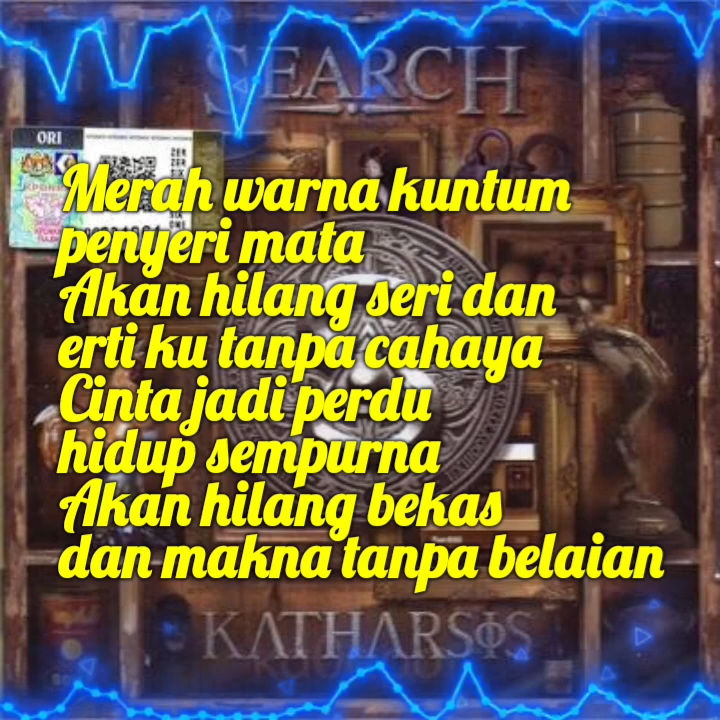 SEARCH
ORI
Merah warna kuntum
penyeri mata
Akan hilang seri dan
erti ku tanpa cahaya
Cinta jadi perdu
hidup sempurna
Akan hilang bekas
dan makna tanpa belaian
KATHARSIS